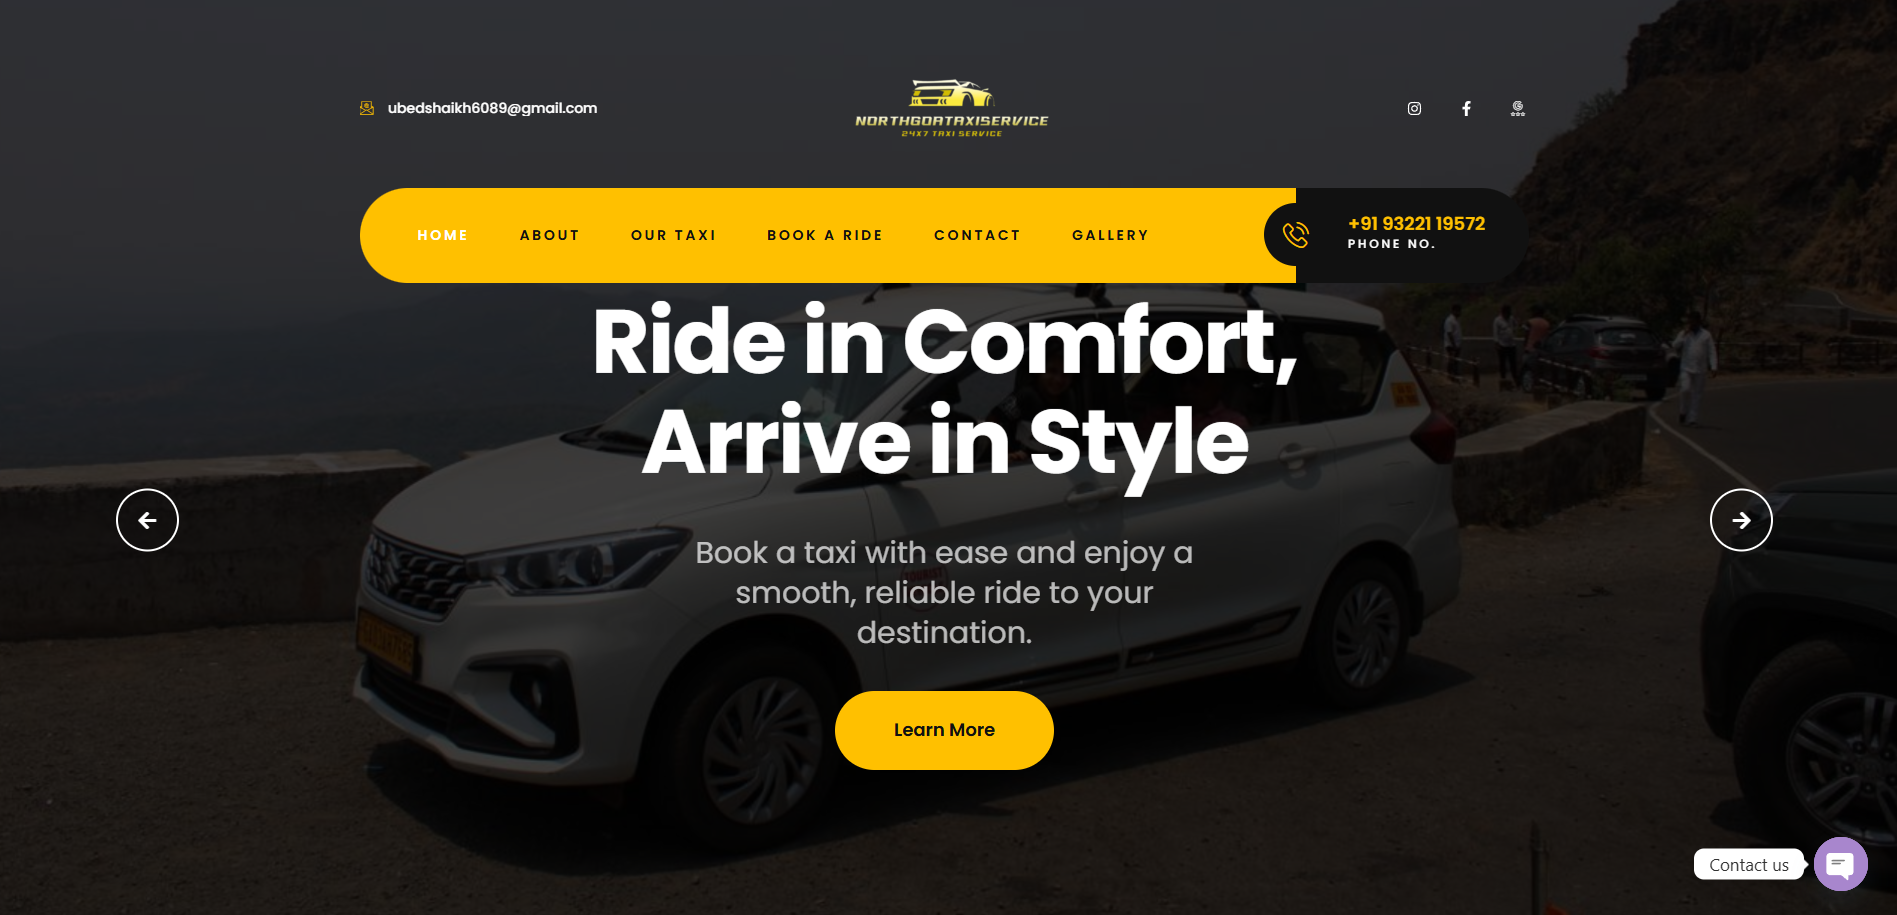 ubedshaikh6089@gmail.com
NORTHGOATAXISERVICE
24X7 TAXI SERVICE
HOME ABOUT OUR TAXI BOOK A RIDE CONTACT GALLERY
+91 93221 19572
PHONE NO.
Ride in Comfort,
Arrive in Style
Book a taxi with ease and enjoy a
smooth, reliable ride to your
destination.
TOURIST
Learn More
Contact us